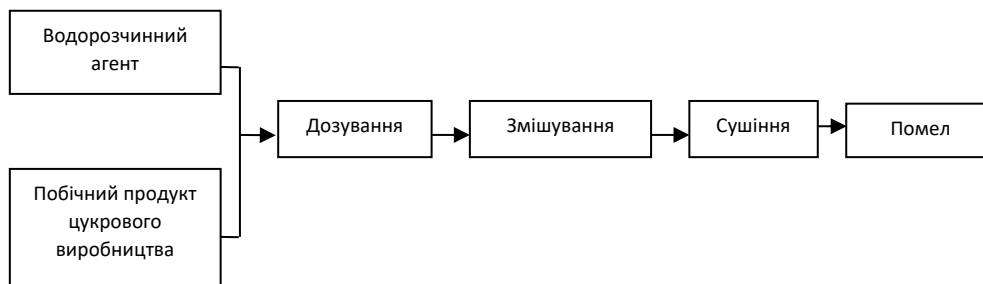 Водорозчинний
агент
Побічний продукт
цукрового
виробництва
Дозування
Змішування
Сушіння
Помел